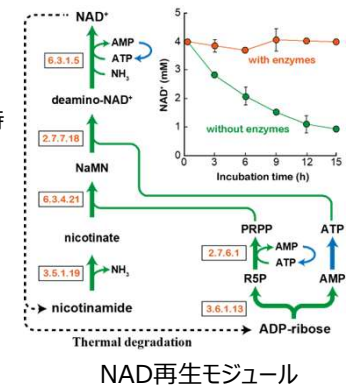 NAD⁺
6.3.1.5
AMP
ATP
NH₃
deamino-NAD⁺
2.7.7.18
NaMN
6.3.4.21
nicotinate
3.5.1.19
NH₃
nicotinamide
Thermal degradation
NAD⁺ (mM)
5
4
3
2
1
0
with enzymes
without enzymes
0 3 6 9 12 15
Incubation time (h)
PRPP
ATP
2.7.6.1
AMP
ATP
R5P
AMP
3.6.1.13
ADP-ribose
NAD再生モジュール